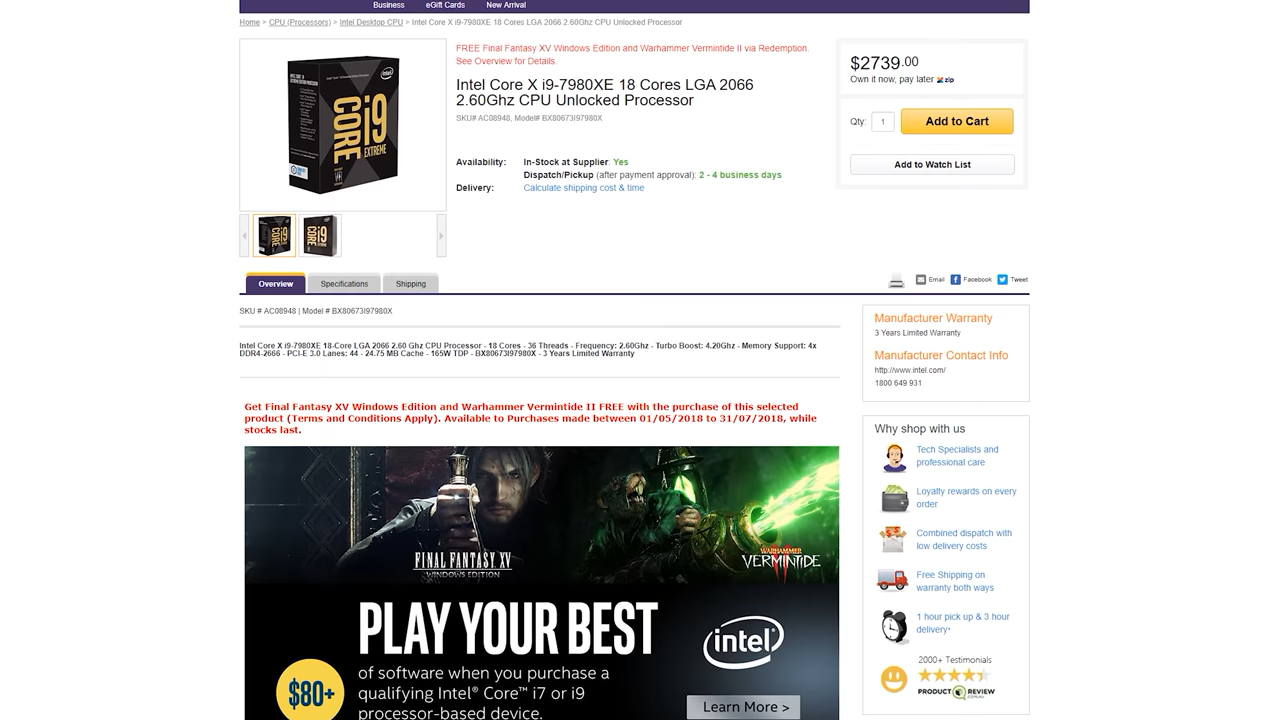 Business eGift Cards New Arrival
Home > CPU (Processors) > Intel Desktop CPU > Intel Core X i9-7980XE 18 Cores LGA 2066 2.60Ghz CPU Unlocked Processor
intel
CORE i9
EXTREME
FREE Final Fantasy XV Windows Edition and Warhammer Vermintide II via Redemption.
See Overview for Details.
Intel Core X i9-7980XE 18 Cores LGA 2066
2.60Ghz CPU Unlocked Processor
SKU# AC08948, Model# BX80673I97980X
Availability: In-Stock at Supplier: Yes
Dispatch/Pickup (after payment approval): 2 - 4 business days
Delivery: Calculate shipping cost & time
$2739.00
Own it now, pay later zip
Qty: 1 Add to Cart
Add to Watch List
CORE i9
CORE i9
Overview Specifications Shipping
Email Facebook Tweet
SKU # AC08948 | Model # BX80673I97980X
Intel Core X i9-7980XE 18-Core LGA 2066 2.60 Ghz CPU Processor - 18 Cores - 36 Threads - Frequency: 2.60Ghz - Turbo Boost: 4.20Ghz - Memory Support: 4x
DDR4-2666 - PCI-E 3.0 Lanes: 44 - 24.75 MB Cache - 165W TDP - BX80673I97980X - 3 Years Limited Warranty
Get Final Fantasy XV Windows Edition and Warhammer Vermintide II FREE with the purchase of this selected
product (Terms and Conditions Apply). Available to Purchases made between 01/05/2018 to 31/07/2018, while
stocks last.
FINAL FANTASY XV
WINDOWS EDITION
WARHAMMER
VERMINTIDE
II
PLAY YOUR BEST
$80+
of software when you purchase a
qualifying Intel® Core™ i7 or i9
processor-based device.
intel®
Learn More >
Manufacturer Warranty
3 Years Limited Warranty
Manufacturer Contact Info
http://www.intel.com/
1800 649 931
Why shop with us
Tech Specialists and
professional care
Loyalty rewards on every
order
Combined dispatch with
low delivery costs
Free Shipping on
warranty both ways
1 hour pick up & 3 hour
delivery*
2000+ Testimonials
PRODUCT REVIEW
.com.au